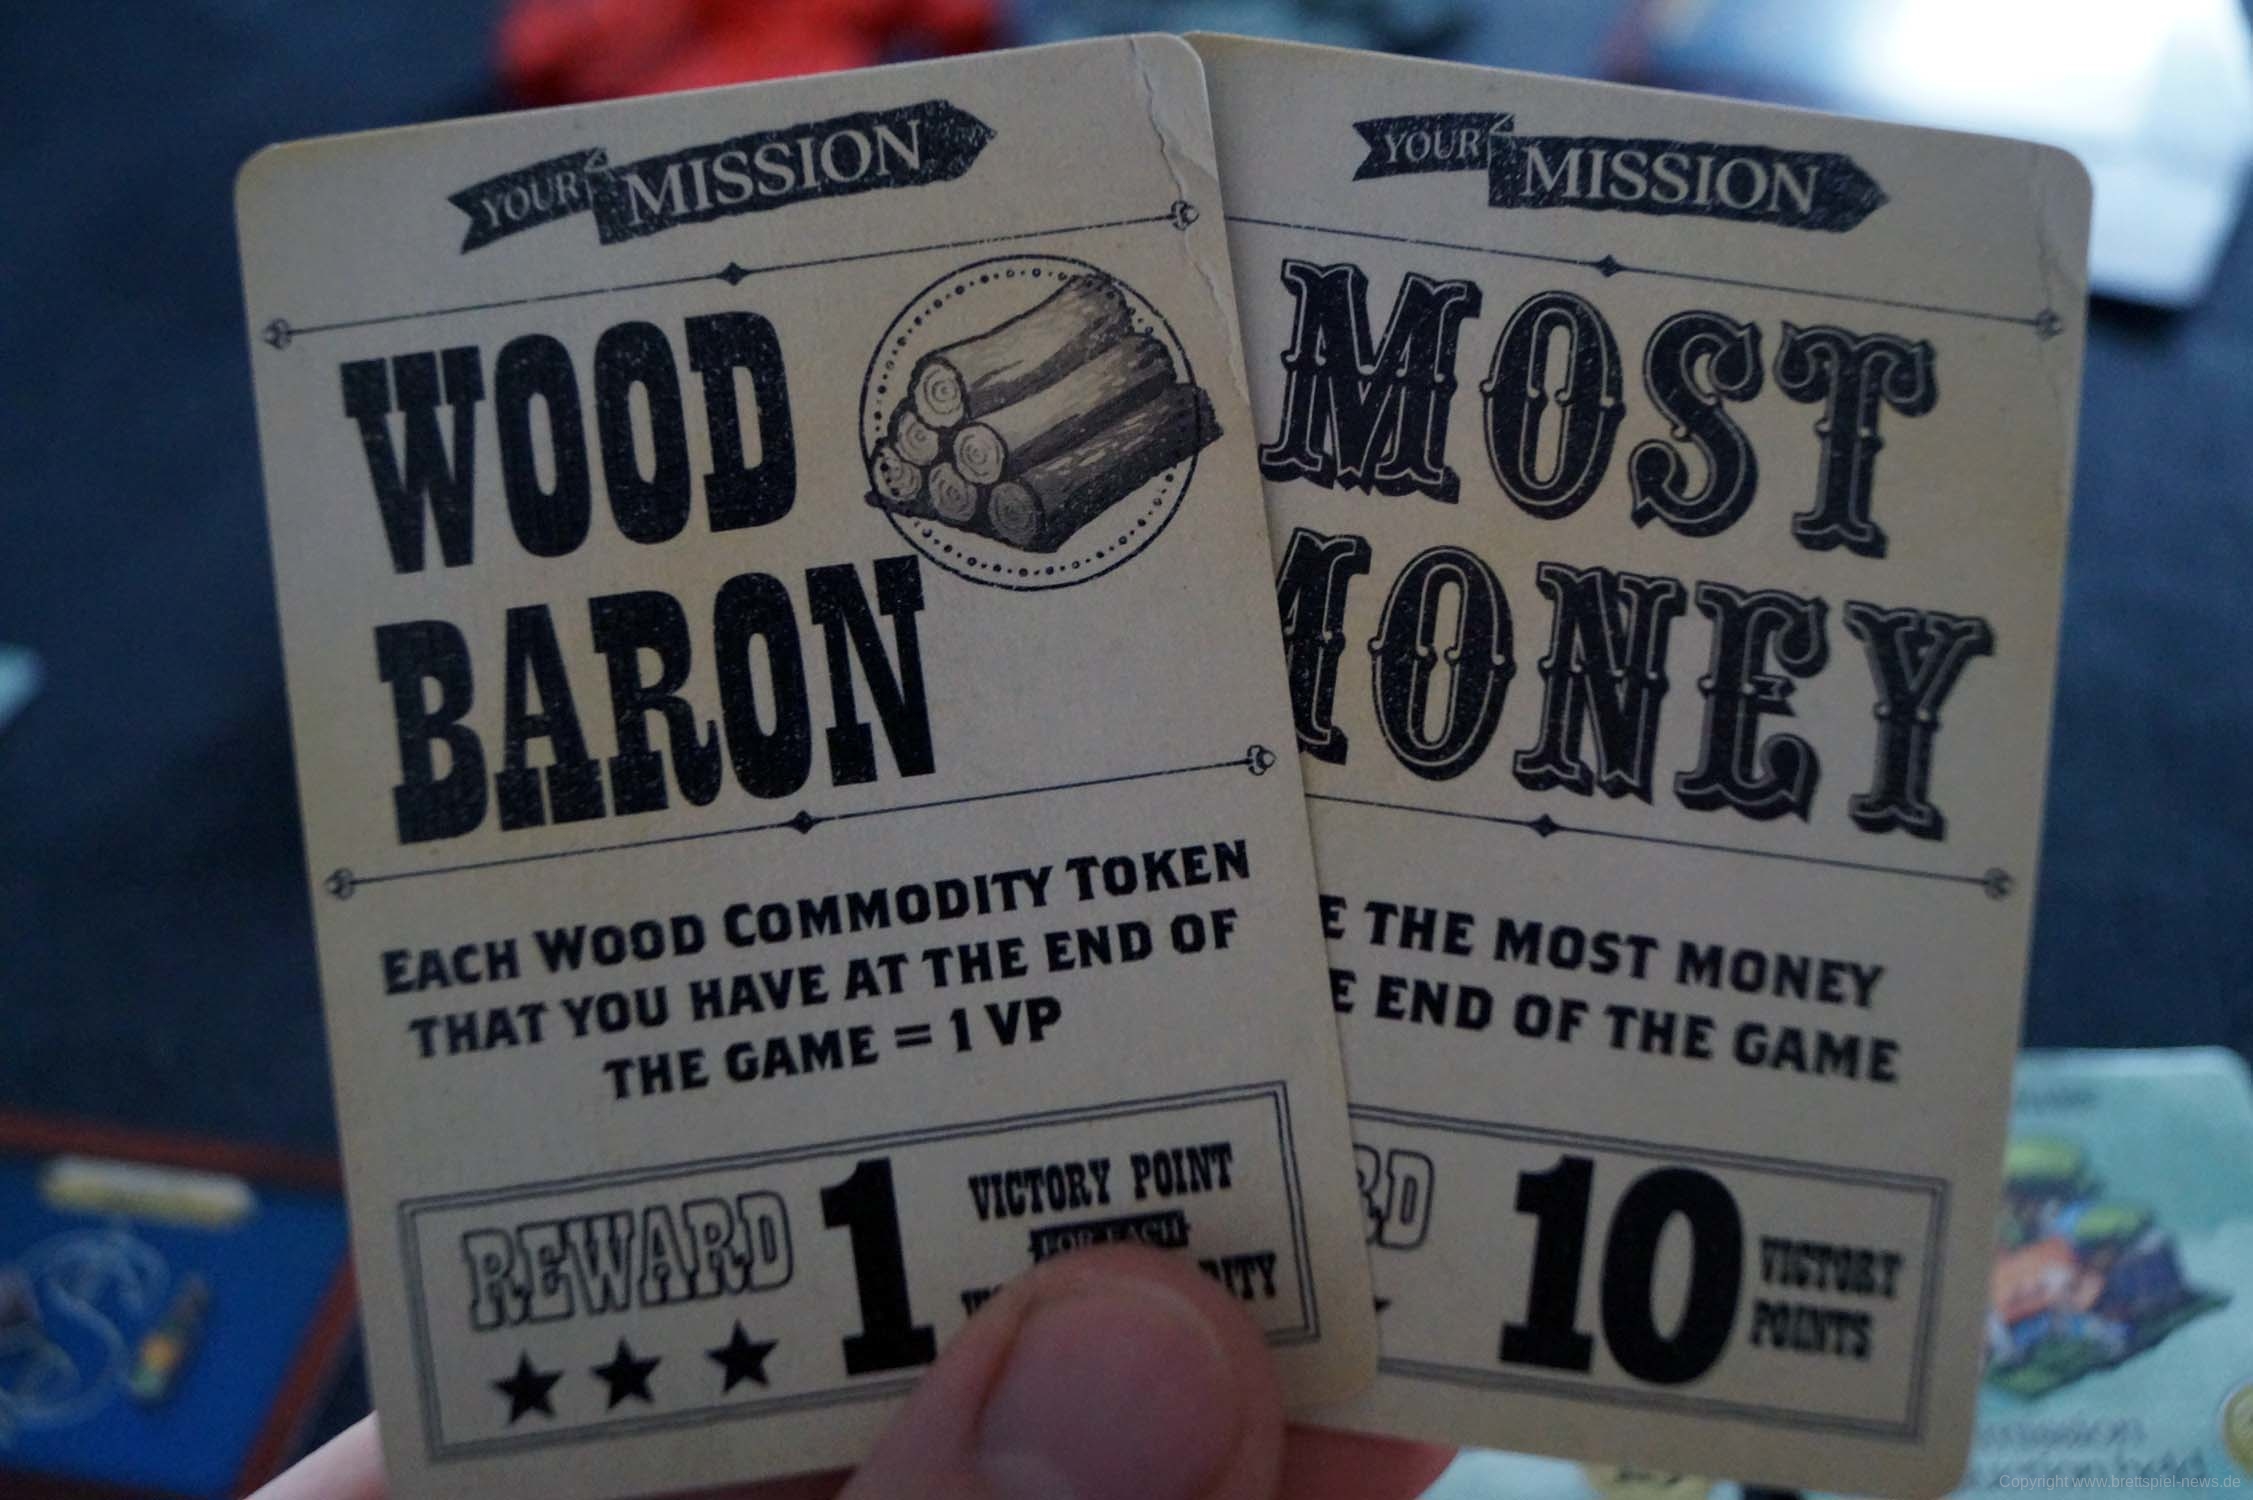 YOUR MISSION
WOOD
BARON
EACH WOOD COMMODITY TOKEN
THAT YOU HAVE AT THE END OF
THE GAME = 1 VP
REWARD 1 VICTORY POINT
FOR EACH
YOUR MISSION
MOST
MONEY
THE MOST MONEY
END OF THE GAME
10 VICTORY
POINTS
Copyright www.brettspiel-news.de